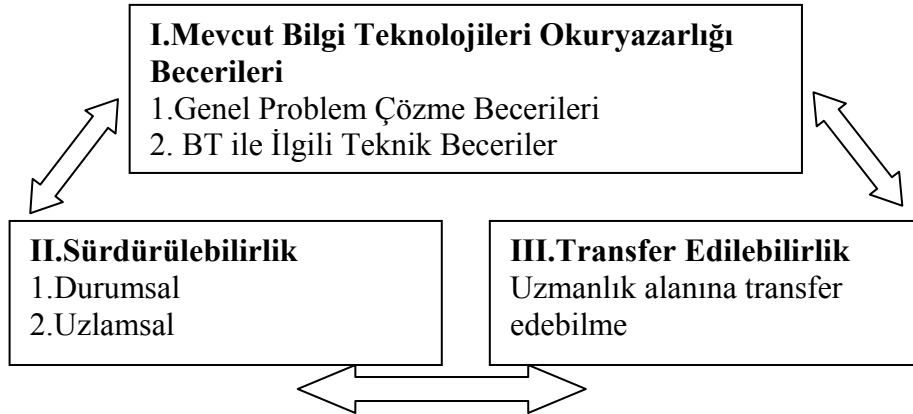 I.Mevcut Bilgi Teknolojileri Okuryazarlığı
Becerileri
1.Genel Problem Çözme Becerileri
2. BT ile İlgili Teknik Beceriler
II.Sürdürülebilirlik
1.Durumsal
2.Uzlamsal
III.Transfer Edilebilirlik
Uzmanlık alanına transfer
edebilme